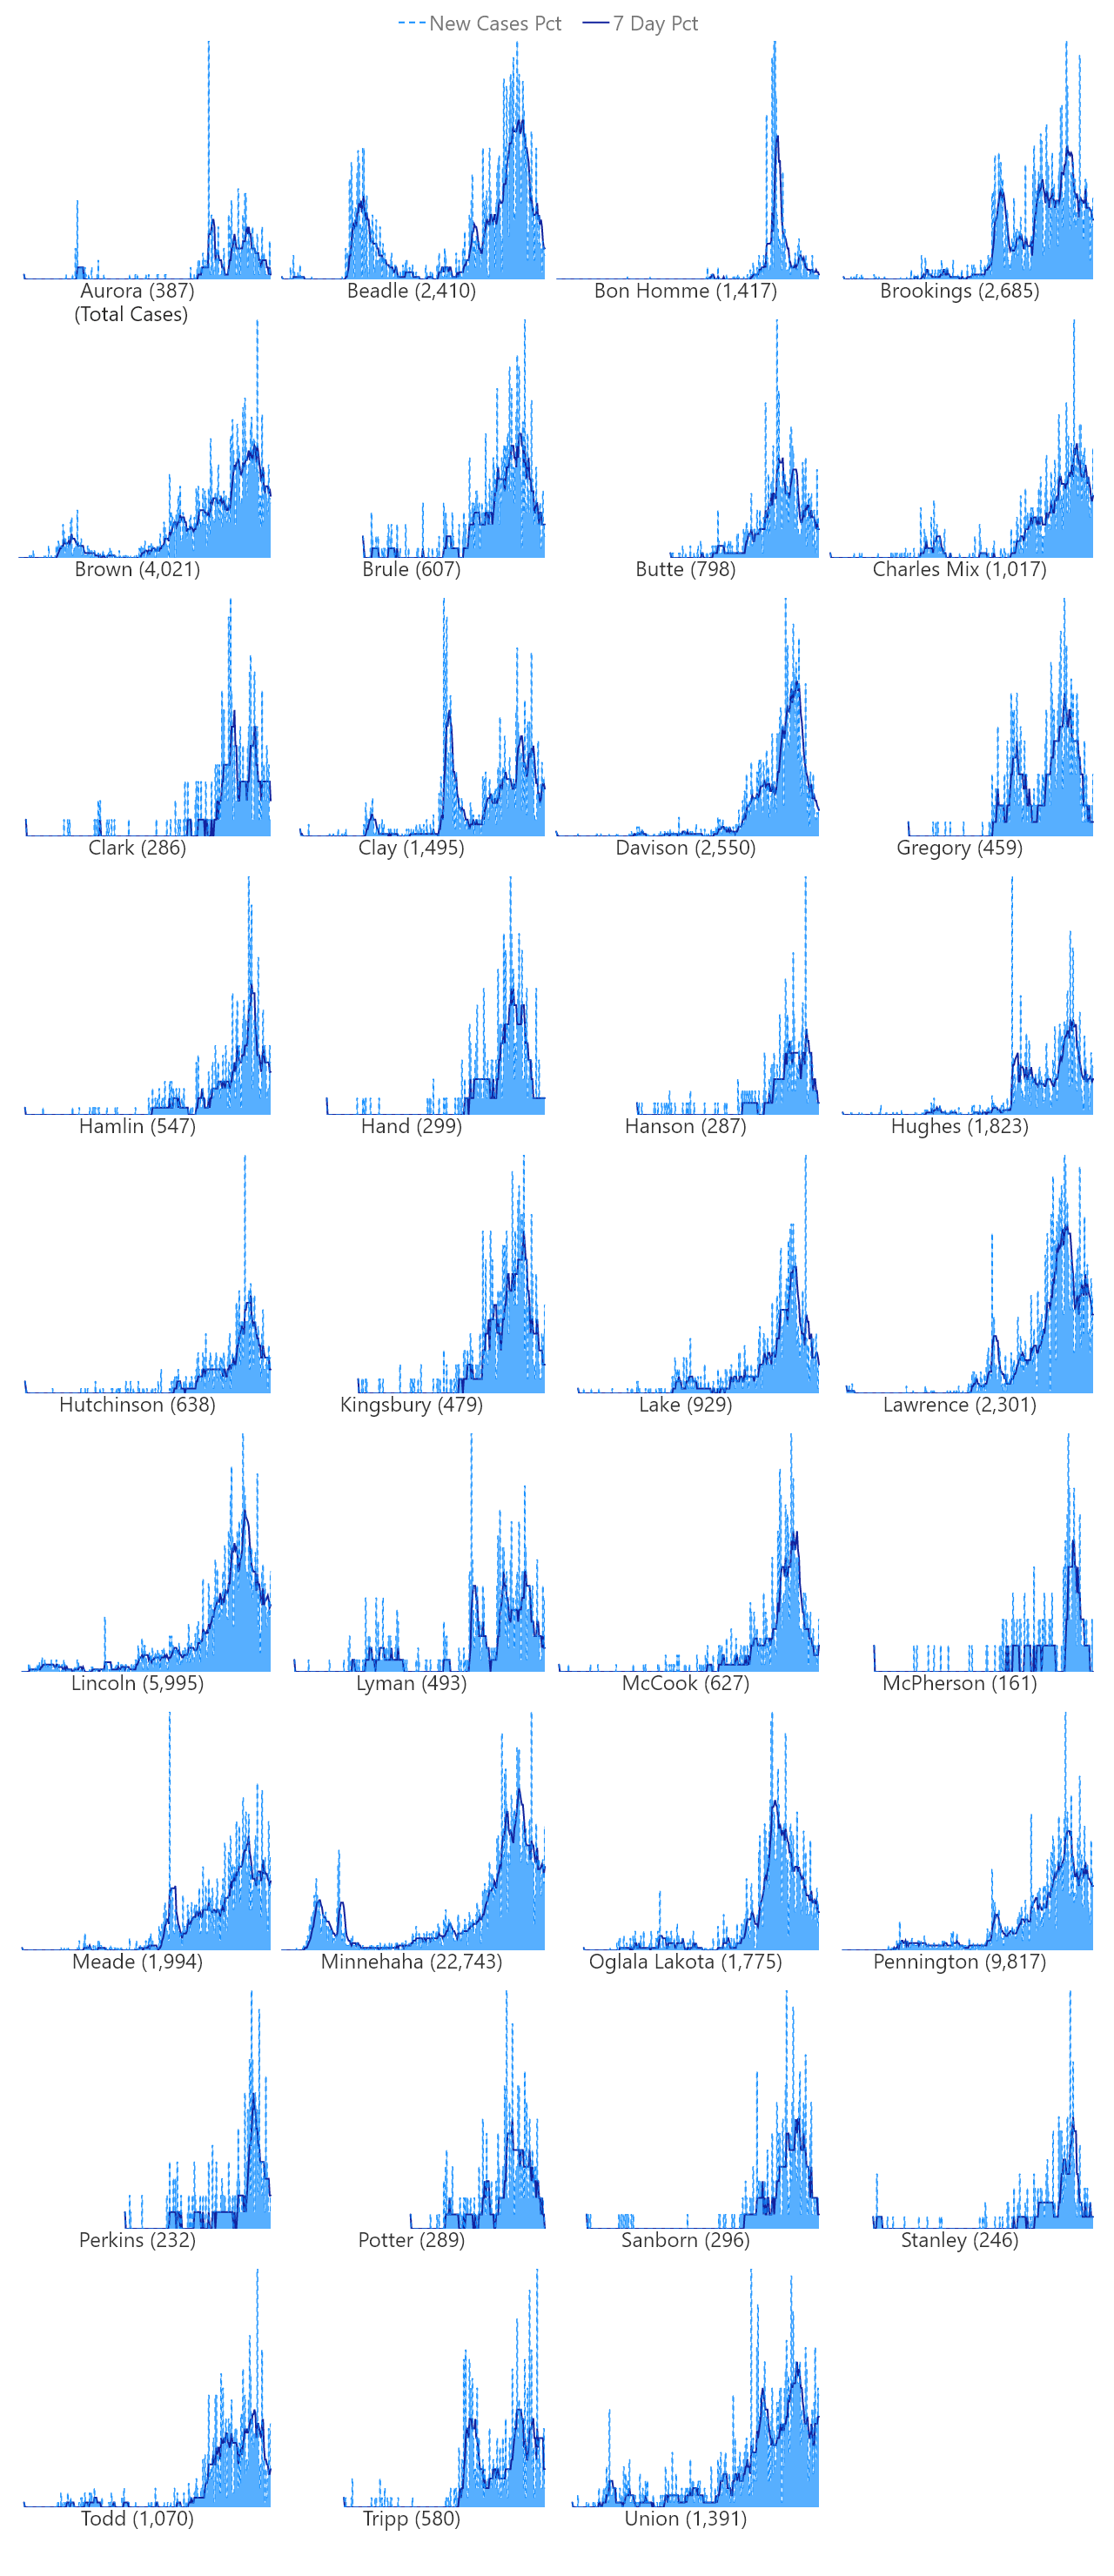 New Cases Pct 7 Day Pct
Aurora (387) Beadle (2,410) Bon Homme (1,417) Brookings (2,685)
(Total Cases)
Brown (4,021) Brule (607) Butte (798) Charles Mix (1,017)
Clark (286) Clay (1,495) Davison (2,550) Gregory (459)
Hamlin (547) Hand (299) Hanson (287) Hughes (1,823)
Hutchinson (638) Kingsbury (479) Lake (929) Lawrence (2,301)
Lincoln (5,995) Lyman (493) McCook (627) McPherson (161)
Meade (1,994) Minnehaha (22,743) Oglala Lakota (1,775) Pennington (9,817)
Perkins (232) Potter (289) Sanborn (296) Stanley (246)
Todd (1,070) Tripp (580) Union (1,391)